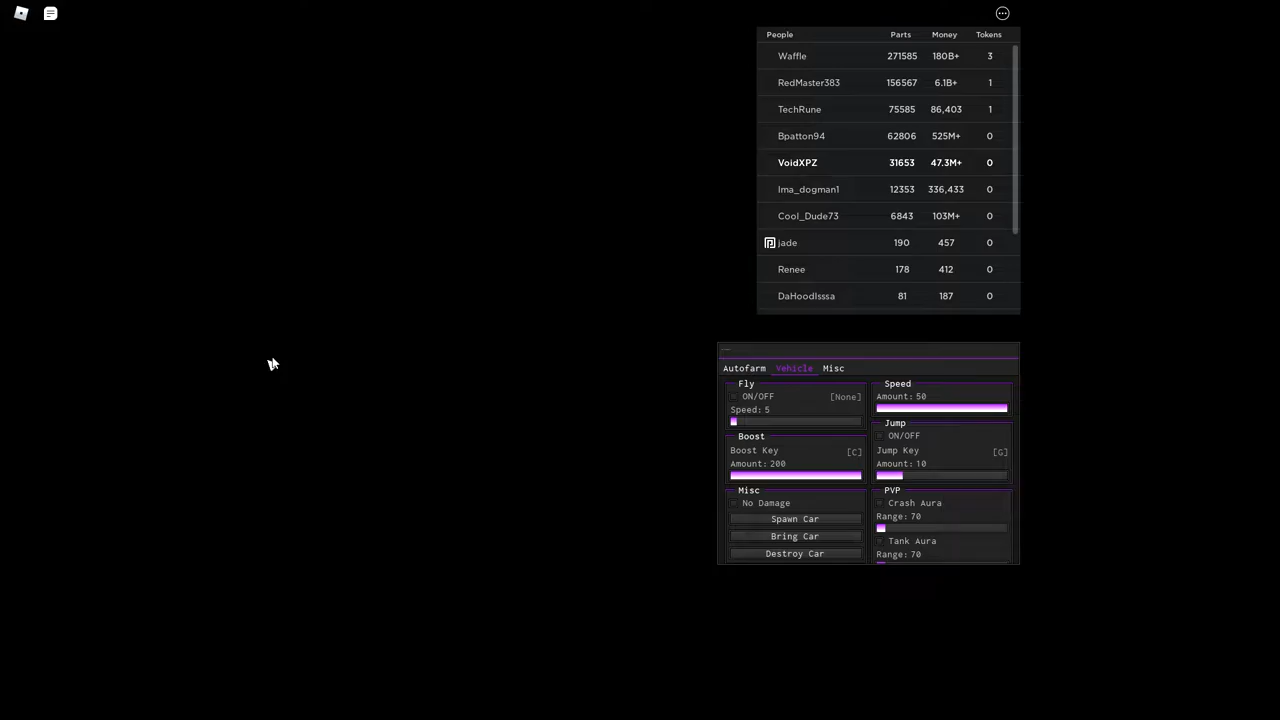 People Parts Money Tokens
Waffle 271585 180B+ 3
RedMaster383 156567 6.1B+ 1
TechRune 75585 86,403 1
Bpatton94 62806 525M+ 0
VoidXPZ 31653 47.3M+ 0
Ima_dogman1 12353 336,433 0
Cool_Dude73 6843 103M+ 0
jade 190 457 0
Renee 178 412 0
DaHoodIsssa 81 187 0
Autofarm Vehicle Misc
Fly
ON/OFF [None]
Speed: 5
Boost
Boost Key [C]
Amount: 200
Misc
No Damage
Spawn Car
Bring Car
Destroy Car
Speed
Amount: 50
Jump
ON/OFF
Jump Key [G]
Amount: 10
PVP
Crash Aura
Range: 70
Tank Aura
Range: 70